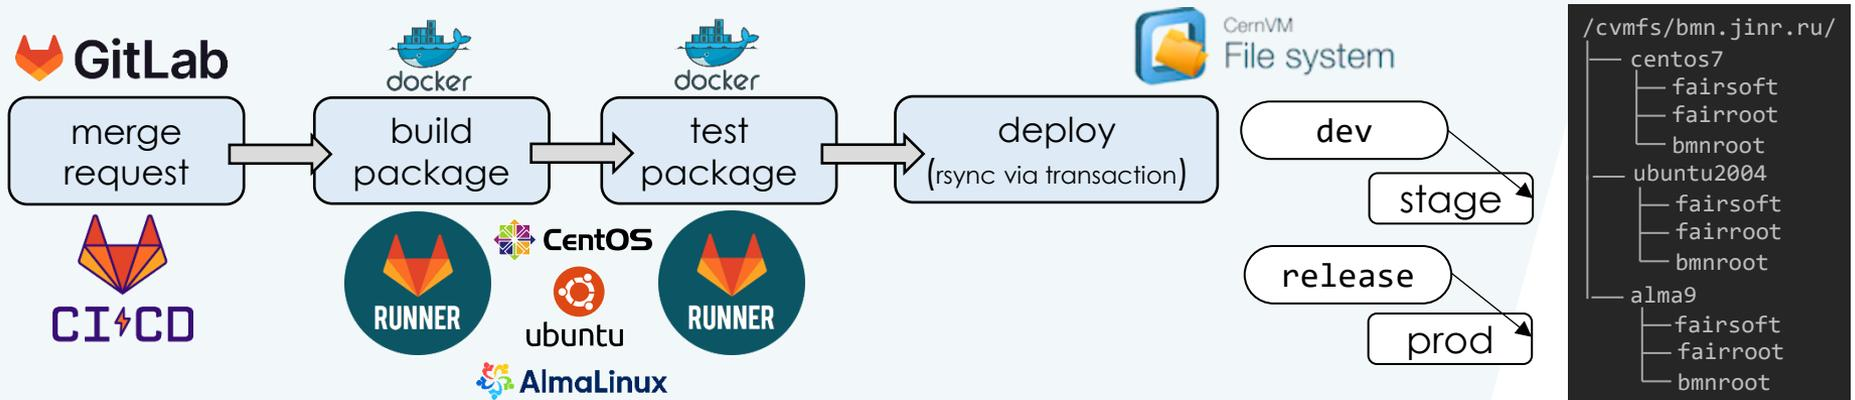 GitLab
merge
request
CI CD
docker
build
package
RUNNER
CentOS
ubuntu
AlmaLinux
docker
test
package
RUNNER
CernVM
File system
deploy
(rsync via transaction)
dev
stage
release
prod
/cvmfs/bmn.jinr.ru/
centos7
fairsoft
fairroot
bmnroot
ubuntu2004
fairsoft
fairroot
bmnroot
alma9
fairsoft
fairroot
bmnroot